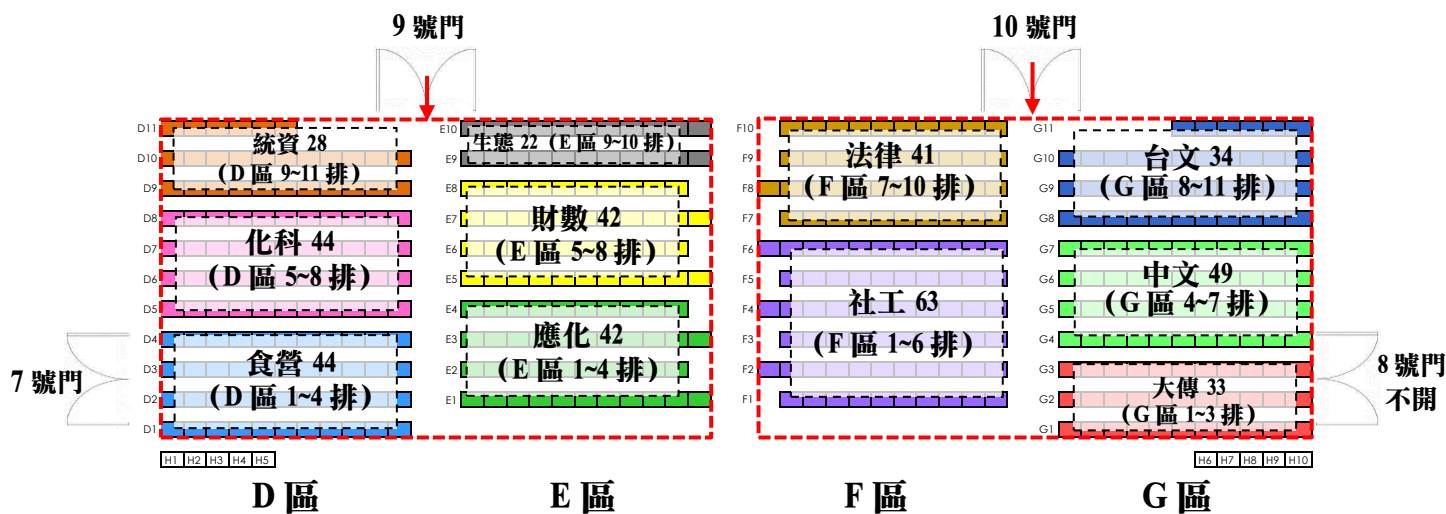 9 號門
10 號門
D11
D10
D9
D8
D7
D6
D5
D4
D3
D2
D1
統資 28
(D 區 9~11 排)
化科 44
(D 區 5~8 排)
食營 44
(D 區 1~4 排)
7 號門
E10
E9
E8
E7
E6
E5
E4
E3
E2
E1
生態 22 (E 區 9~10 排)
財數 42
(E 區 5~8 排)
應化 42
(E 區 1~4 排)
F10
F9
F8
F7
F6
F5
F4
F3
F2
F1
法律 41
(F 區 7~10 排)
社工 63
(F 區 1~6 排)
G11
G10
G9
G8
G7
G6
G5
G4
G3
G2
G1
台文 34
(G 區 8~11 排)
中文 49
(G 區 4~7 排)
大傳 33
(G 區 1~3 排)
8 號門
不開
H1 H2 H3 H4 H5
H6 H7 H8 H9 H10
D 區
E 區
F 區
G 區